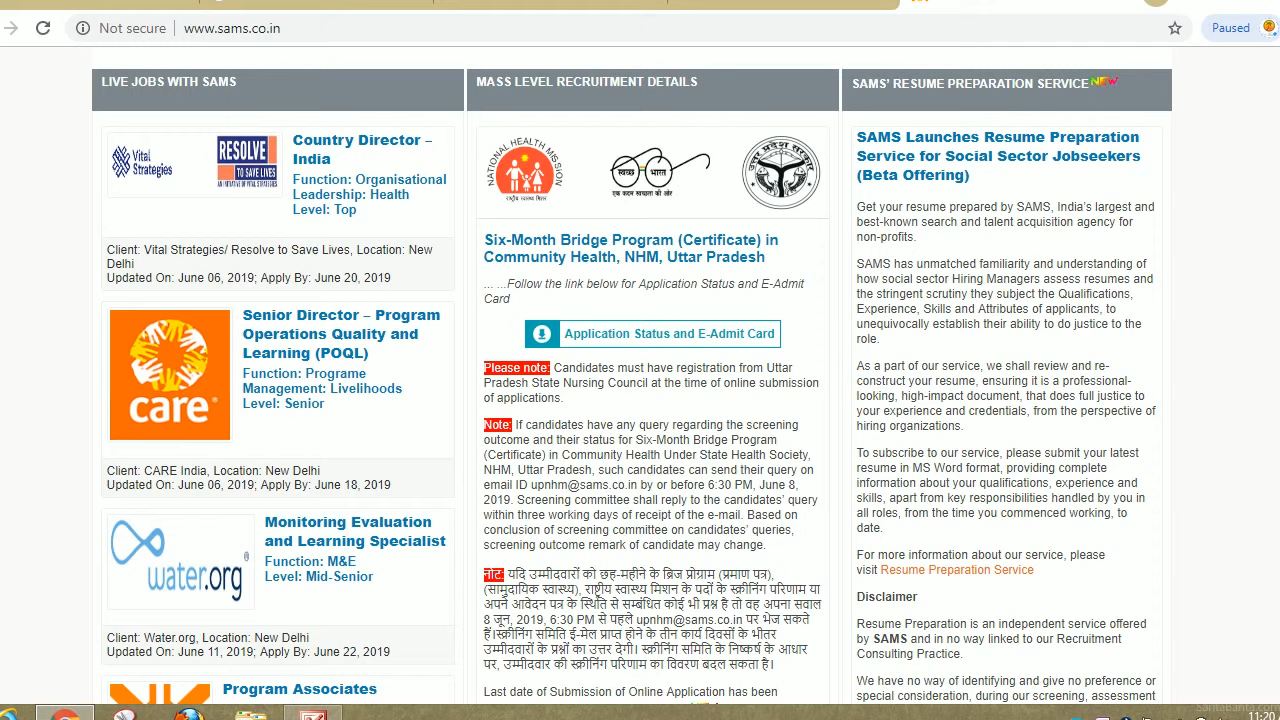 Not secure
www.sams.co.in
Paused
LIVE JOBS WITH SAMS
Vital
Strategies
RESOLVE
TO SAVE LIVES
AN INITIATIVE OF VITAL STRATEGIES
Country Director –
India
Function: Organisational
Leadership: Health
Level: Top
Client: Vital Strategies/ Resolve to Save Lives, Location: New
Delhi
Updated On: June 06, 2019; Apply By: June 20, 2019
care
Senior Director – Program
Operations Quality and
Learning (POQL)
Function: Programe
Management: Livelihoods
Level: Senior
Client: CARE India, Location: New Delhi
Updated On: June 06, 2019; Apply By: June 18, 2019
water.org
Monitoring Evaluation
and Learning Specialist
Function: M&E
Level: Mid-Senior
Client: Water.org, Location: New Delhi
Updated On: June 11, 2019; Apply By: June 22, 2019
Program Associates
MASS LEVEL RECRUITMENT DETAILS
NATIONAL HEALTH MISSION
राष्ट्रीय स्वास्थ्य मिशन
स्वच्छ भारत
एक कदम स्वच्छता की ओर
उत्तर प्रदेश सरकार
Six-Month Bridge Program (Certificate) in
Community Health, NHM, Uttar Pradesh
... ...Follow the link below for Application Status and E-Admit
Card
Application Status and E-Admit Card
Please note: Candidates must have registration from Uttar
Pradesh State Nursing Council at the time of online submission
of applications.
Note: If candidates have any query regarding the screening
outcome and their status for Six-Month Bridge Program
(Certificate) in Community Health Under State Health Society,
NHM, Uttar Pradesh, such candidates can send their query on
email ID upnhm@sams.co.in by or before 6:30 PM, June 8,
2019. Screening committee shall reply to the candidates’ query
within three working days of receipt of the e-mail. Based on
conclusion of screening committee on candidates’ queries,
screening outcome remark of candidate may change.
नोट: यदि उम्मीदवारों को छह-महीने के ब्रिज प्रोग्राम (प्रमाण पत्र),
(सामुदायिक स्वास्थ्य), राष्ट्रीय स्वास्थ्य मिशन के पदों के स्क्रीनिंग परिणाम या
अपने आवेदन पत्र के स्थिति से सम्बंधित कोई भी प्रश्न है तो वह अपना सवाल
8 जून, 2019, 6:30 PM से पहले upnhm@sams.co.in पर भेज सकते
हैं।स्क्रीनिंग समिति ई-मेल प्राप्त होने के तीन कार्य दिवसों के भीतर
उम्मीदवारों के प्रश्नों का उत्तर देगी। स्क्रीनिंग समिति के निष्कर्ष के आधार
पर, उम्मीदवार की स्क्रीनिंग परिणाम का विवरण बदल सकता है।
Last date of Submission of Online Application has been
SAMS’ RESUME PREPARATION SERVICE NEW
SAMS Launches Resume Preparation
Service for Social Sector Jobseekers
(Beta Offering)
Get your resume prepared by SAMS, India’s largest and
best-known search and talent acquisition agency for
non-profits.
SAMS has unmatched familiarity and understanding of
how social sector Hiring Managers assess resumes and
the stringent scrutiny they subject the Qualifications,
Experience, Skills and Attributes of applicants, to
unequivocally establish their ability to do justice to the
role.
As a part of our service, we shall review and re-
construct your resume, ensuring it is a professional-
looking, high-impact document, that does full justice to
your experience and credentials, from the perspective of
hiring organizations.
To subscribe to our service, please submit your latest
resume in MS Word format, providing complete
information about your qualifications, experience and
skills, apart from key responsibilities handled by you in
all roles, from the time you commenced working, to
date.
For more information about our service, please
visit Resume Preparation Service
Disclaimer
Resume Preparation is an independent service offered
by SAMS and in no way linked to our Recruitment
Consulting Practice.
We have no way of identifying and give no preference or
special consideration, during our screening, assessment
SantaBanta.com
11:20